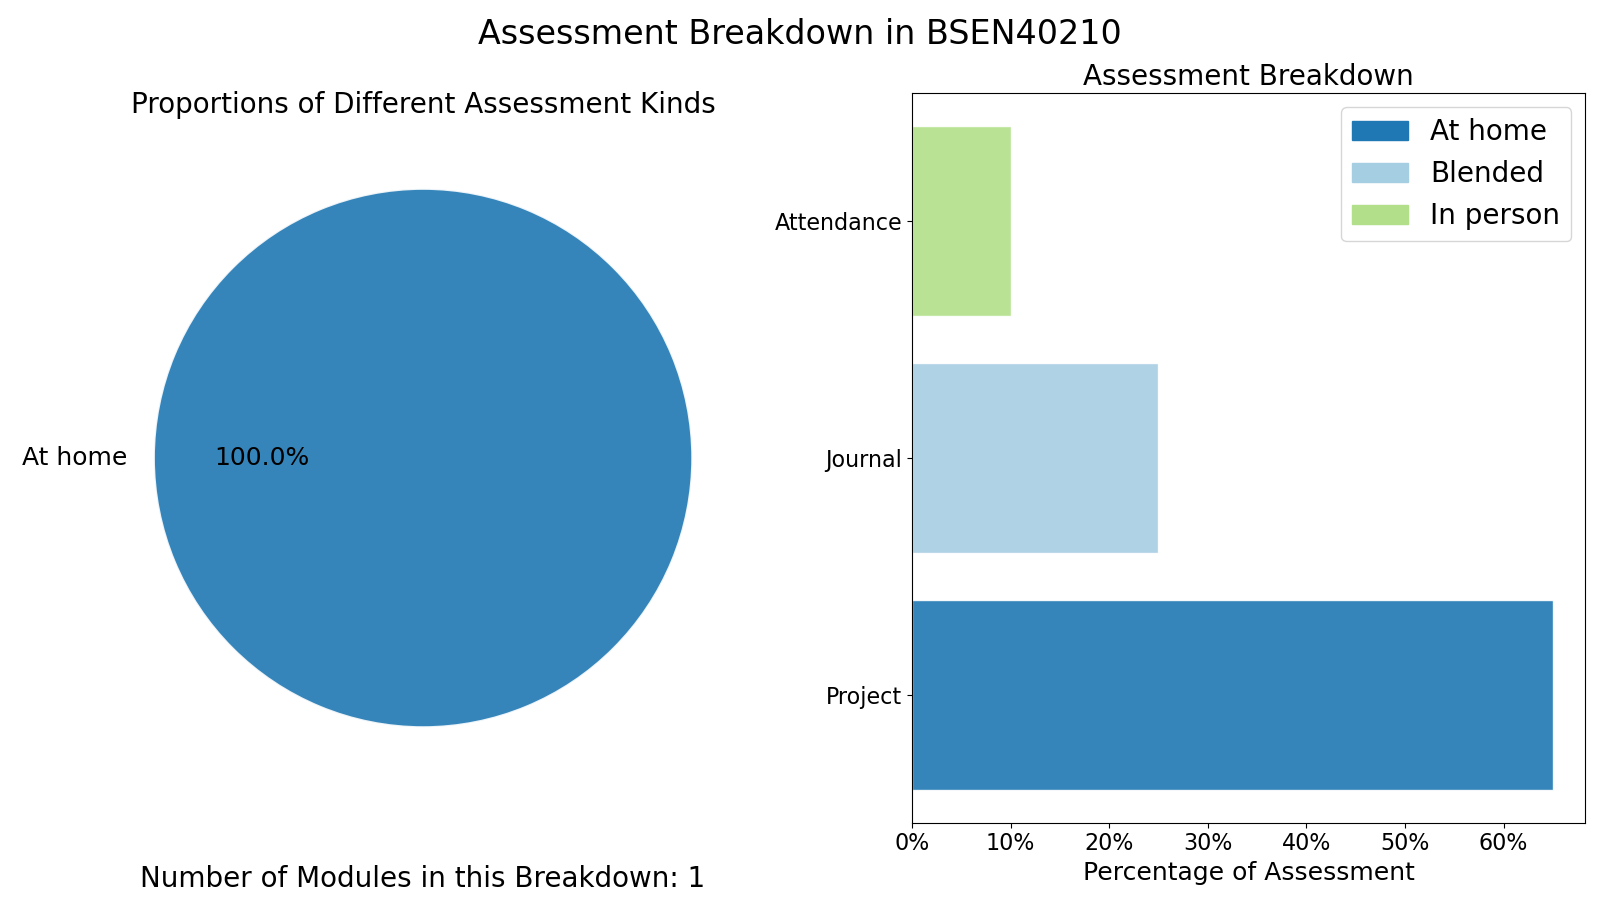 Assessment Breakdown in BSEN40210
Proportions of Different Assessment Kinds
At home
100.0%
Number of Modules in this Breakdown: 1
Assessment Breakdown
At home
Blended
In person
Attendance
Journal
Project
0% 10% 20% 30% 40% 50% 60%
Percentage of Assessment